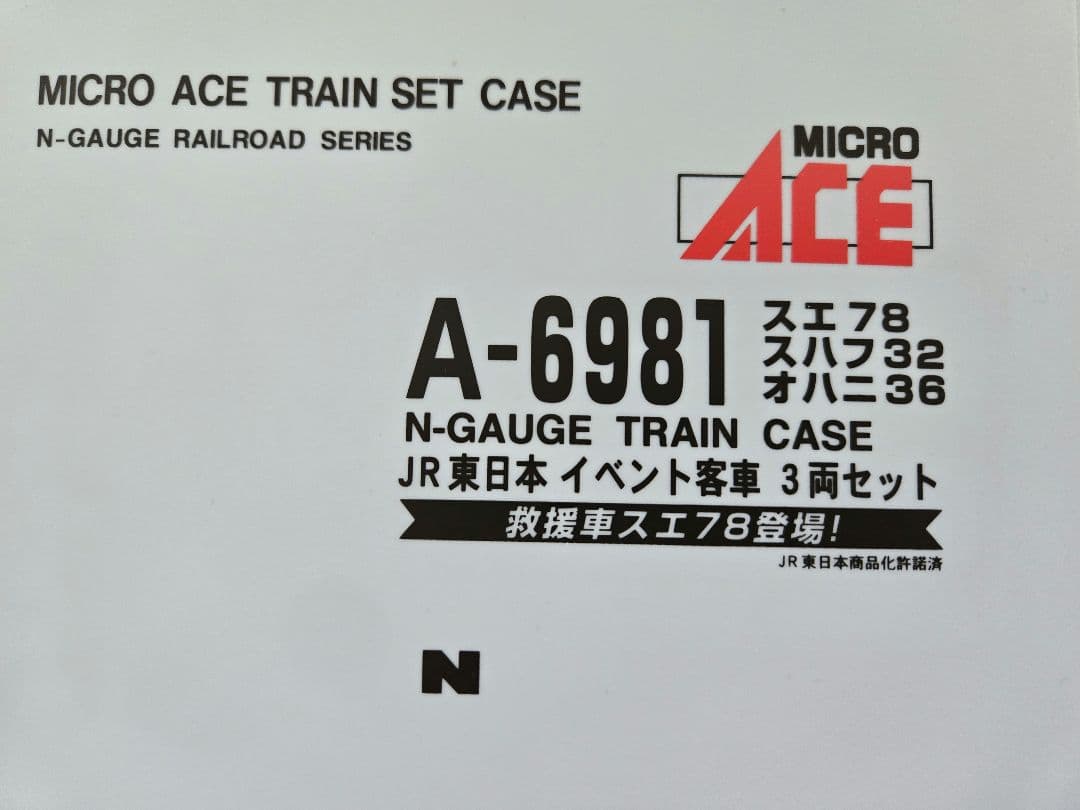 MICRO ACE TRAIN SET CASE
N-GAUGE RAILROAD SERIES
MICRO
ACE
A-6981
スエ78
スハフ32
オハニ36
N-GAUGE TRAIN CASE
JR東日本 イベント客車 3両セット
救援車スエ78登場!
JR東日本商品化許諾済
N